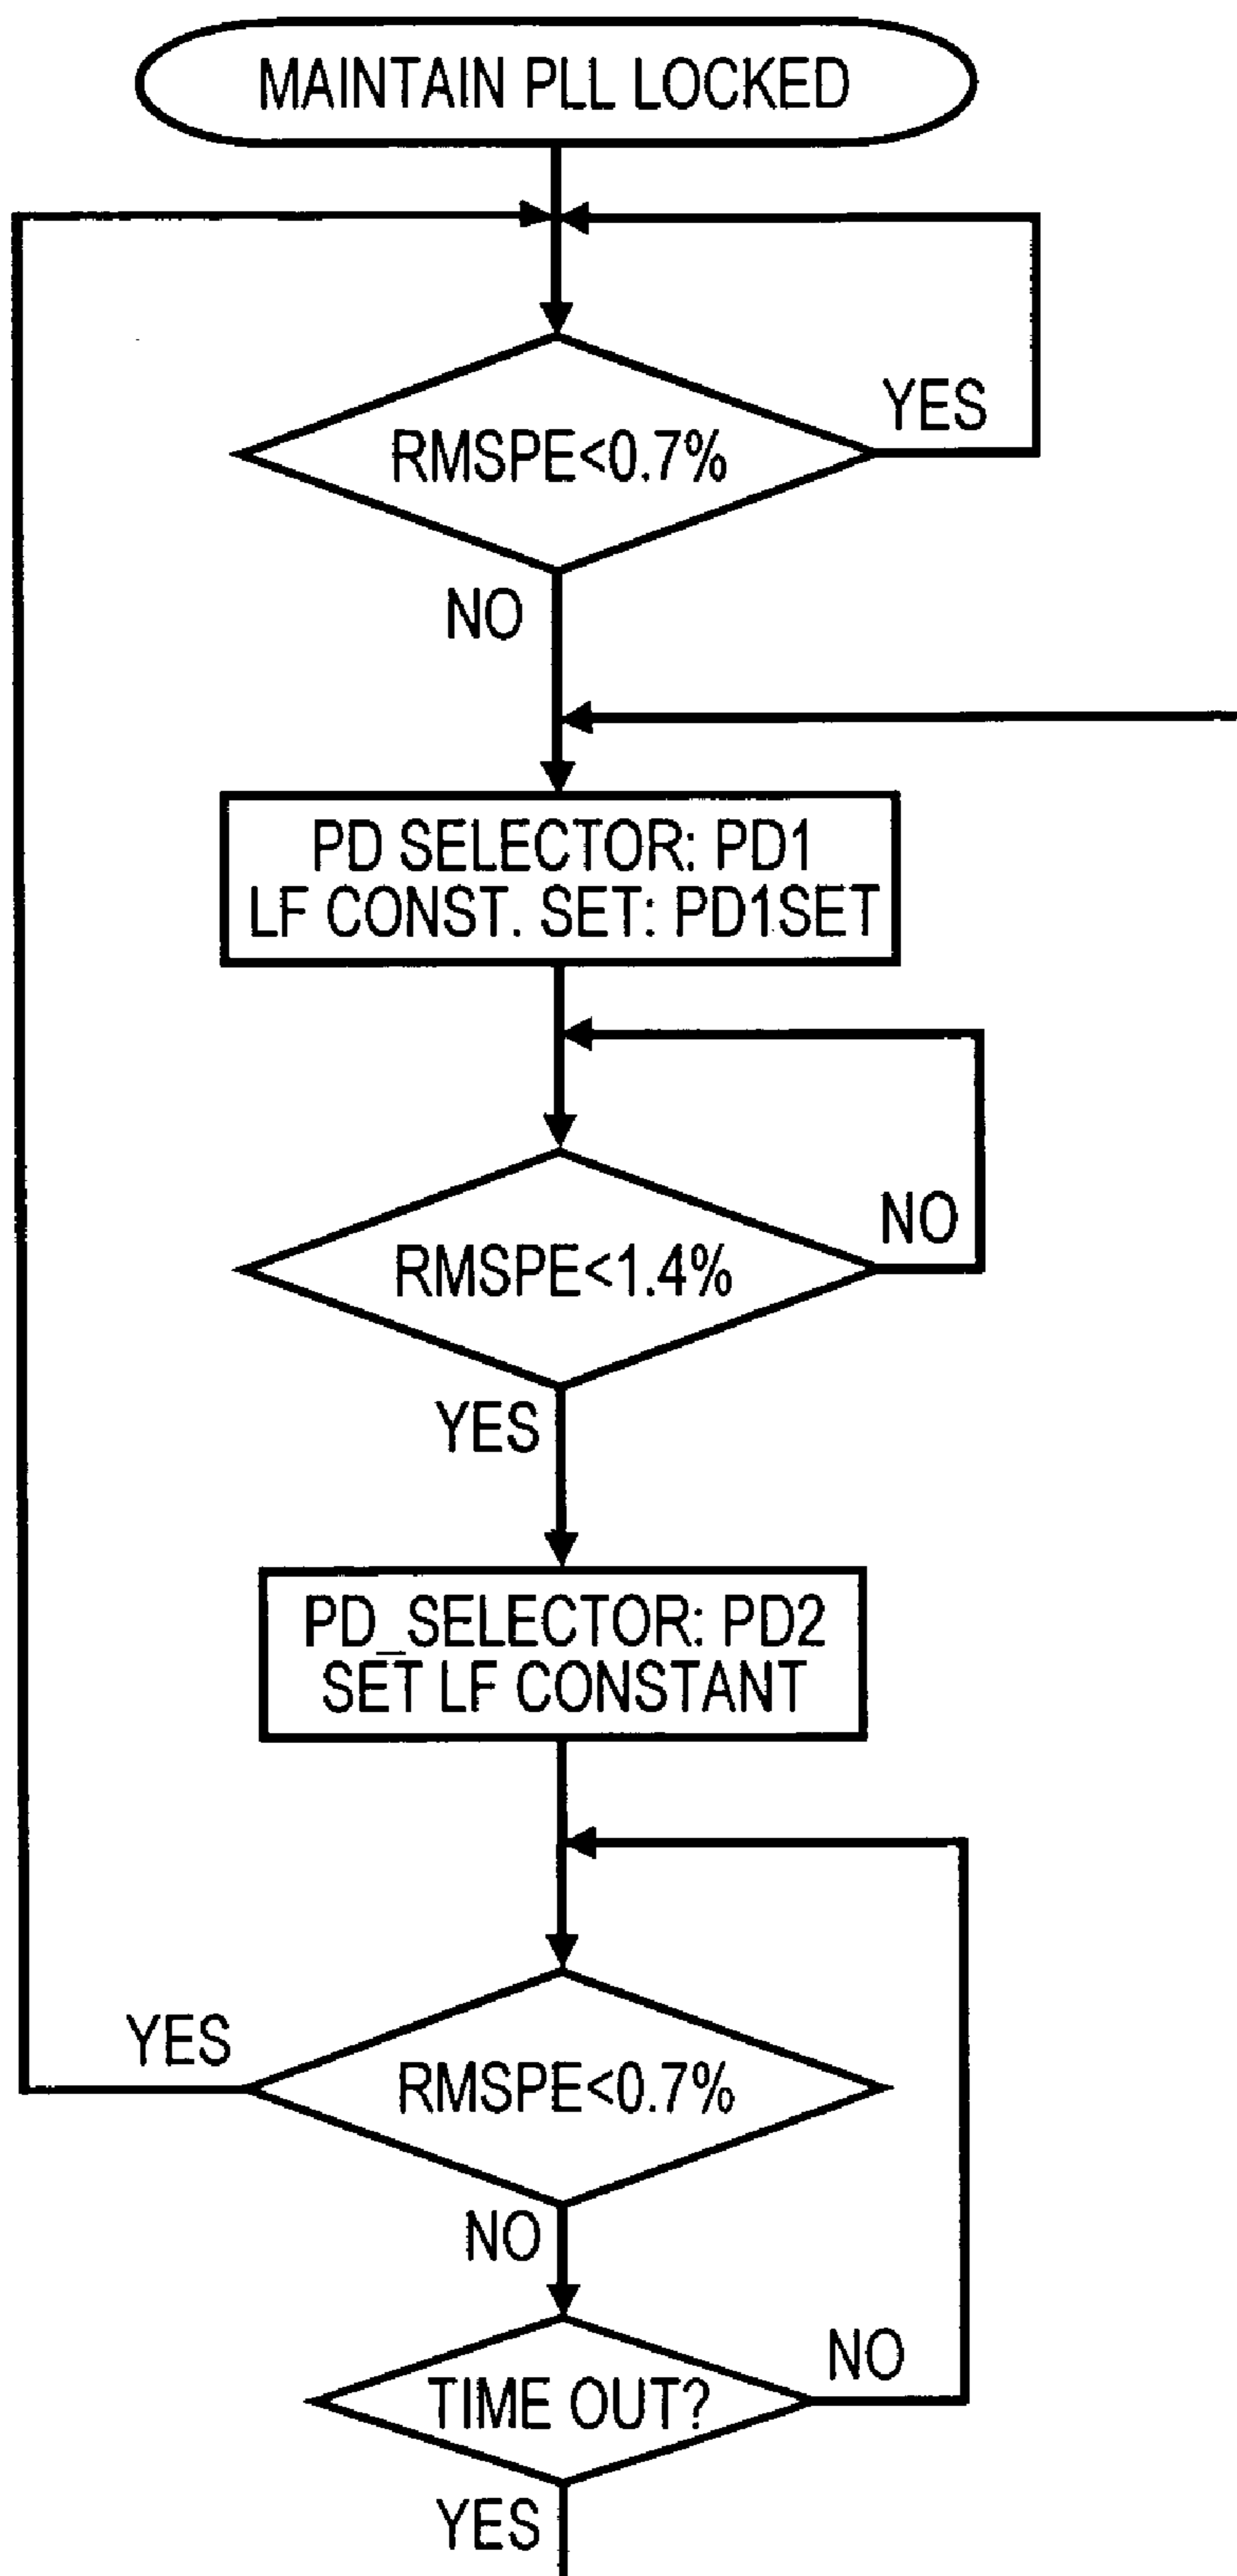 MAINTAIN PLL LOCKED
RMSPE<0.7%
YES
NO
PD SELECTOR: PD1
LF CONST. SET: PD1SET
RMSPE<1.4%
NO
YES
PD_SELECTOR: PD2
SET LF CONSTANT
RMSPE<0.7%
YES
NO
TIME OUT?
NO
YES